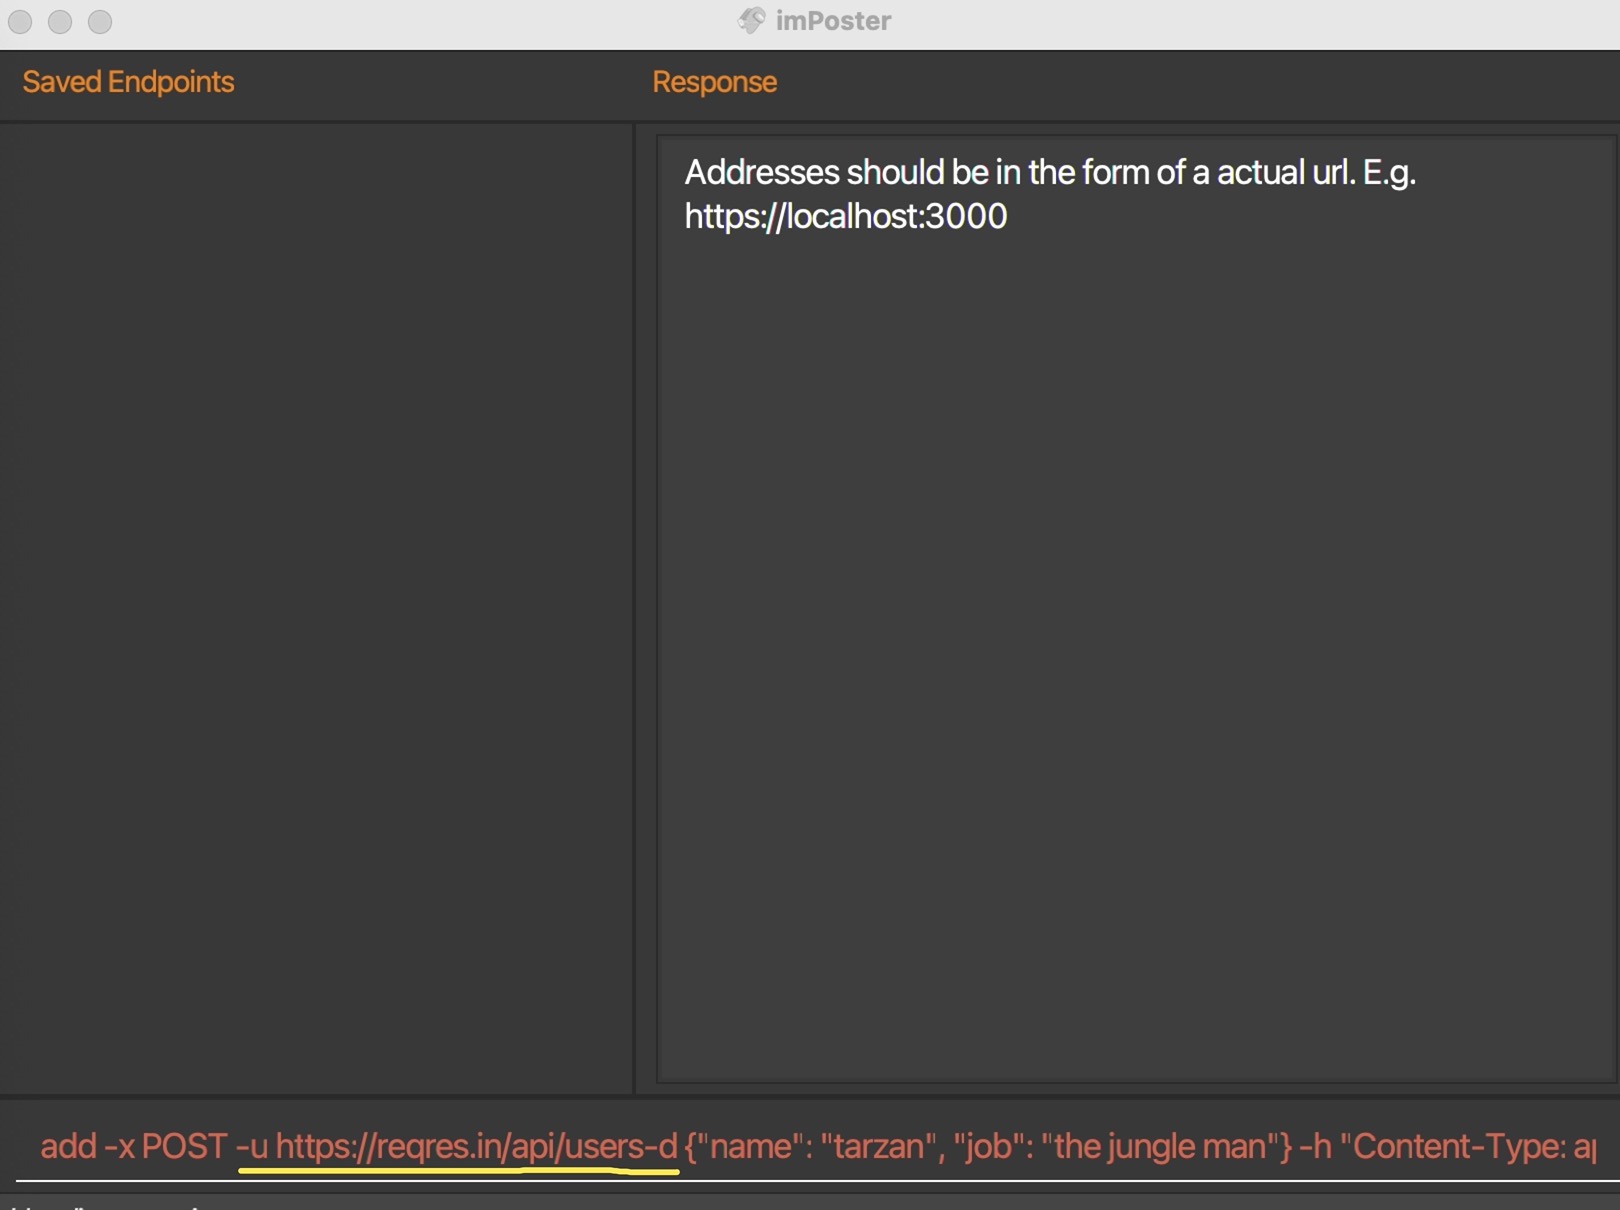 imPoster
Saved Endpoints
Response
Addresses should be in the form of a actual url. E.g.
https://localhost:3000
add -x POST -u https://reqres.in/api/users-d {"name": "tarzan", "job": "the jungle man"} -h "Content-Type: ap